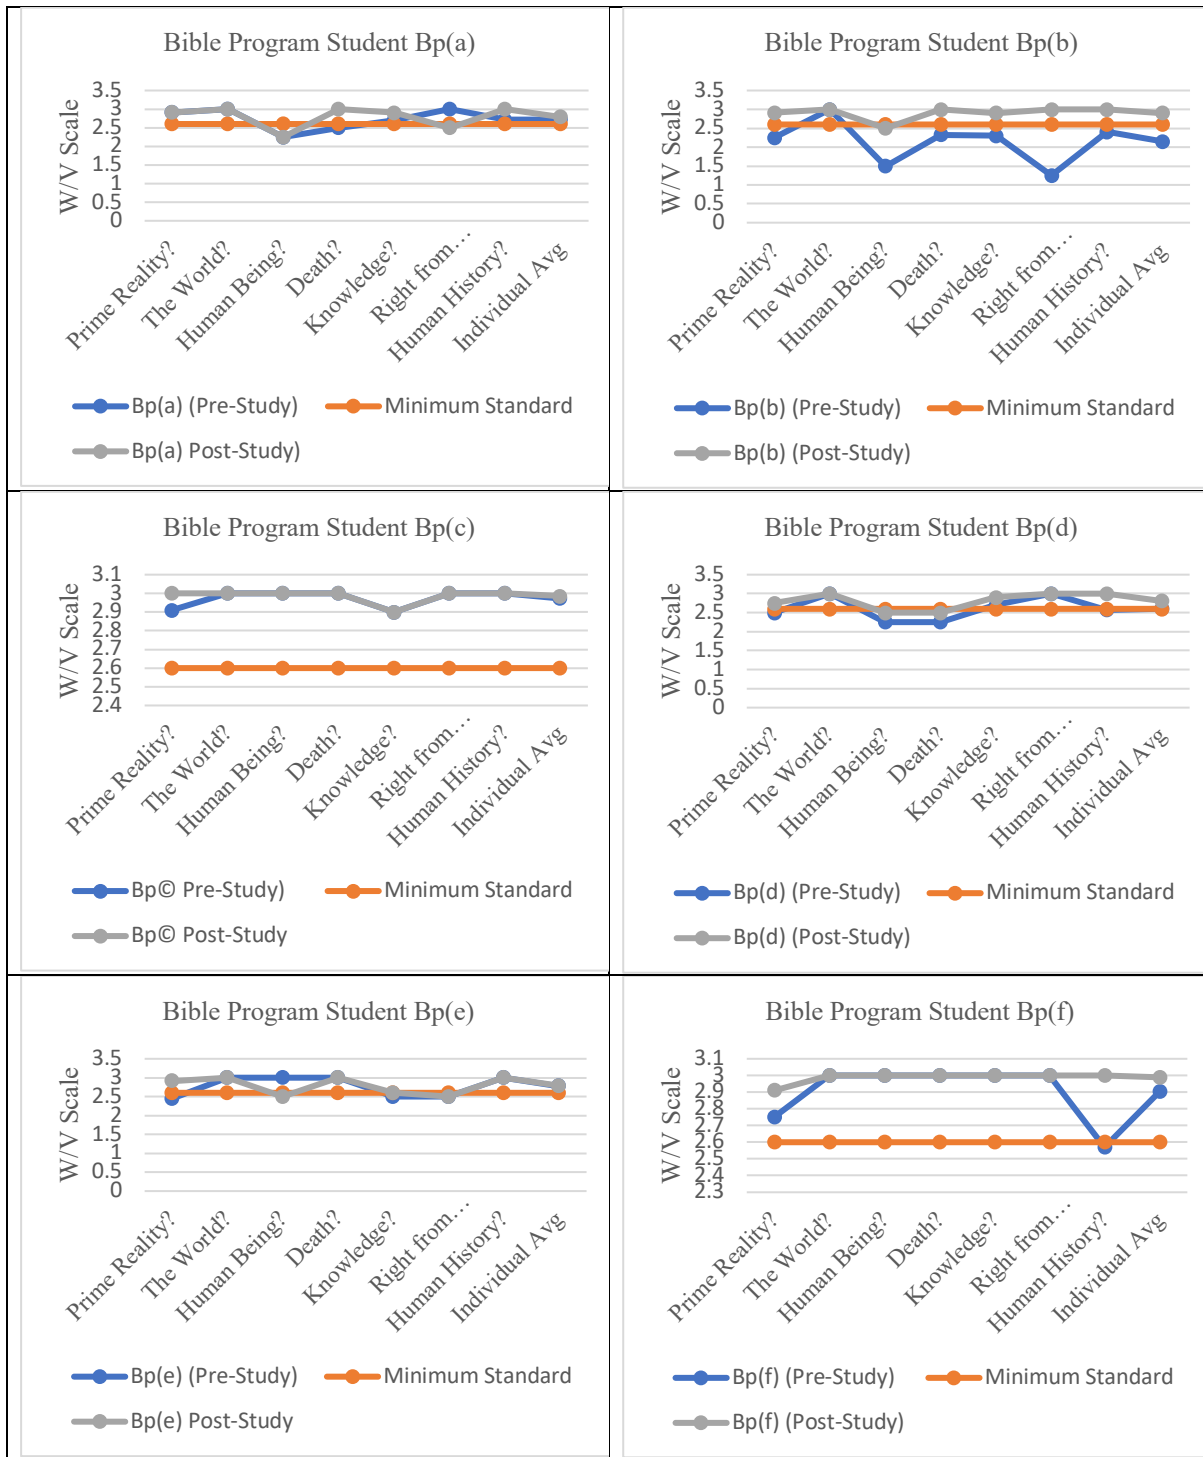 Bible Program Student Bp(a)
W/V Scale
3.5
3
2.5
2
1.5
1
0.5
0
Prime Reality?
The World?
Human Being?
Death?
Knowledge?
Right from…
Human History?
Individual Avg
Bp(a) (Pre-Study)
Minimum Standard
Bp(a) Post-Study)
Bible Program Student Bp(b)
W/V Scale
3.5
3
2.5
2
1.5
1
0.5
0
Prime Reality?
The World?
Human Being?
Death?
Knowledge?
Right from…
Human History?
Individual Avg
Bp(b) (Pre-Study)
Minimum Standard
Bp(b) (Post-Study)
Bible Program Student Bp(c)
W/V Scale
3.1
3
2.9
2.8
2.7
2.6
2.5
2.4
Prime Reality?
The World?
Human Being?
Death?
Knowledge?
Right from…
Human History?
Individual Avg
Bp© Pre-Study)
Minimum Standard
Bp© Post-Study
Bible Program Student Bp(d)
W/V Scale
3.5
3
2.5
2
1.5
1
0.5
0
Prime Reality?
The World?
Human Being?
Death?
Knowledge?
Right from…
Human History?
Individual Avg
Bp(d) (Pre-Study)
Minimum Standard
Bp(d) (Post-Study)
Bible Program Student Bp(e)
W/V Scale
3.5
3
2.5
2
1.5
1
0.5
0
Prime Reality?
The World?
Human Being?
Death?
Knowledge?
Right from…
Human History?
Individual Avg
Bp(e) (Pre-Study)
Minimum Standard
Bp(e) Post-Study
Bible Program Student Bp(f)
W/V Scale
3.1
3
2.9
2.8
2.7
2.6
2.5
2.4
2.3
Prime Reality?
The World?
Human Being?
Death?
Knowledge?
Right from…
Human History?
Individual Avg
Bp(f) (Pre-Study)
Minimum Standard
Bp(f) (Post-Study)